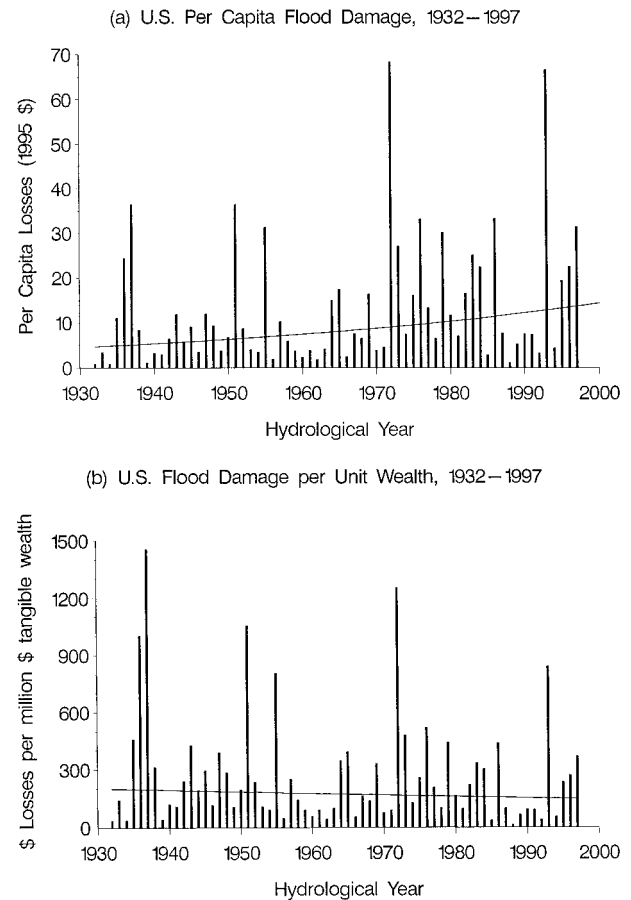 (a) U.S. Per Capita Flood Damage, 1932–1997
Per Capita Losses (1995 $)
70
60
50
40
30
20
10
0
1930 1940 1950 1960 1970 1980 1990 2000
Hydrological Year
(b) U.S. Flood Damage per Unit Wealth, 1932–1997
$ Losses per million $ tangible wealth
1500
1200
900
600
300
0
1930 1940 1950 1960 1970 1980 1990 2000
Hydrological Year